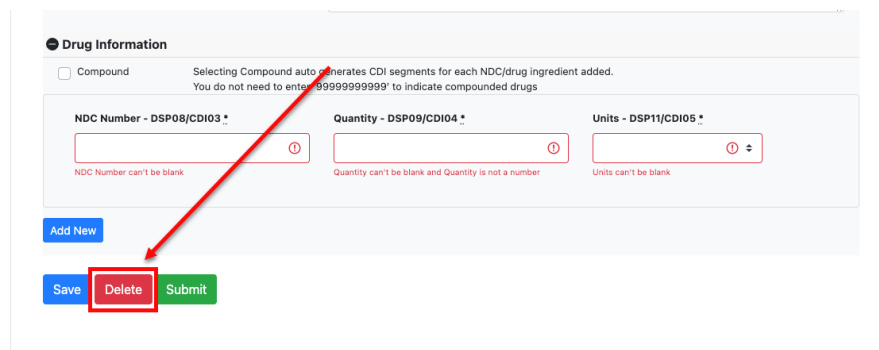 Drug Information
Compound
Selecting Compound auto generates CDI segments for each NDC/drug ingredient added.
You do not need to enter '99999999999' to indicate compounded drugs
NDC Number - DSP08/CDI03 * Quantity - DSP09/CDI04 * Units - DSP11/CDI05 *
NDC Number can't be blank Quantity can't be blank and Quantity is not a number Units can't be blank
Add New
Save Delete Submit